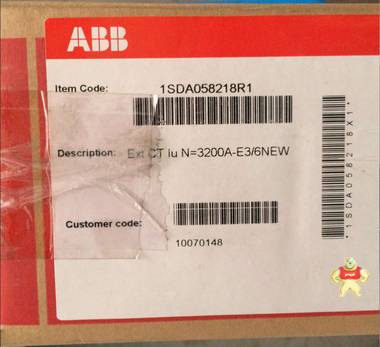 ABB
Item Code: 1SDA058218R1
Description: Ext CT Iu N=3200A-E3/6NEW
Customer code:
10070148
*1SDA058218X1*